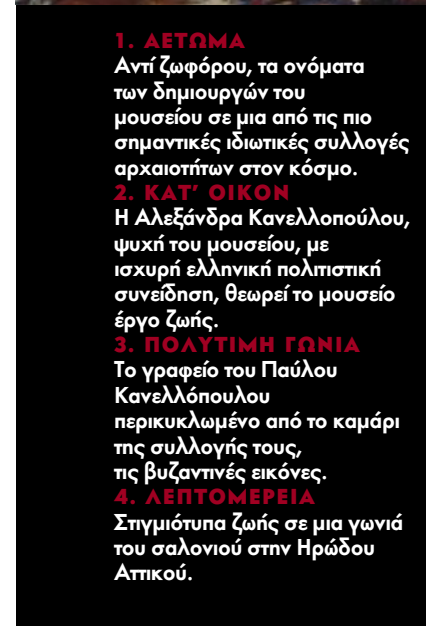 1. ΑΕΤΩΜΑ
Αντί ζωφόρου, τα ονόματα
των δημιουργών του
μουσείου σε μια από τις πιο
σημαντικές ιδιωτικές συλλογές
αρχαιοτήτων στον κόσμο.
2. ΚΑΤ' ΟΙΚΟΝ
Η Αλεξάνδρα Κανελλοπούλου,
ψυχή του μουσείου, με
ισχυρή ελληνική πολιτιστική
συνείδηση, θεωρεί το μουσείο
έργο ζωής.
3. ΠΟΛΥΤΙΜΗ ΓΩΝΙΑ
Το γραφείο του Παύλου
Κανελλόπουλου
περικυκλωμένο από το καμάρι
της συλλογής τους,
τις βυζαντινές εικόνες.
4. ΛΕΠΤΟΜΕΡΕΙΑ
Στιγμιότυπα ζωής σε μια γωνιά
του σαλονιού στην Ηρώδου
Αττικού.